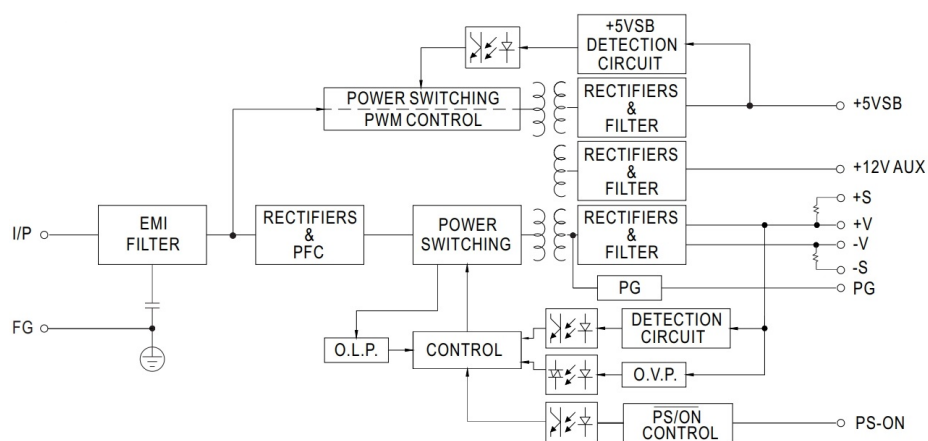 +5VSB
DETECTION
CIRCUIT
POWER SWITCHING
PWM CONTROL
RECTIFIERS
&
FILTER
+5VSB
RECTIFIERS
&
FILTER
+12V AUX
I/P
EMI
FILTER
RECTIFIERS
&
PFC
POWER
SWITCHING
RECTIFIERS
&
FILTER
+S
+V
-V
-S
PG
PG
FG
O.L.P.
CONTROL
DETECTION
CIRCUIT
O.V.P.
PS/ON
CONTROL
PS-ON